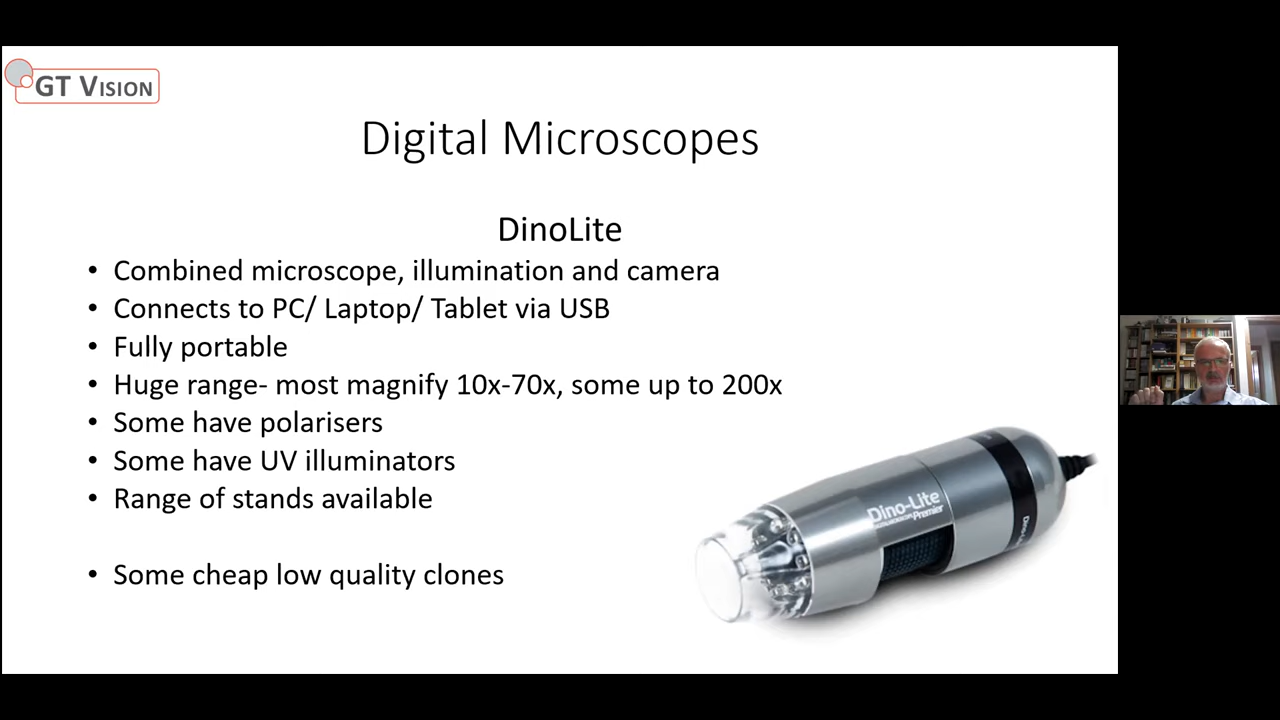 GT VISION
Digital Microscopes
DinoLite
• Combined microscope, illumination and camera
• Connects to PC/ Laptop/ Tablet via USB
• Fully portable
• Huge range- most magnify 10x-70x, some up to 200x
• Some have polarisers
• Some have UV illuminators
• Range of stands available
• Some cheap low quality clones
Dino-Lite
Premier